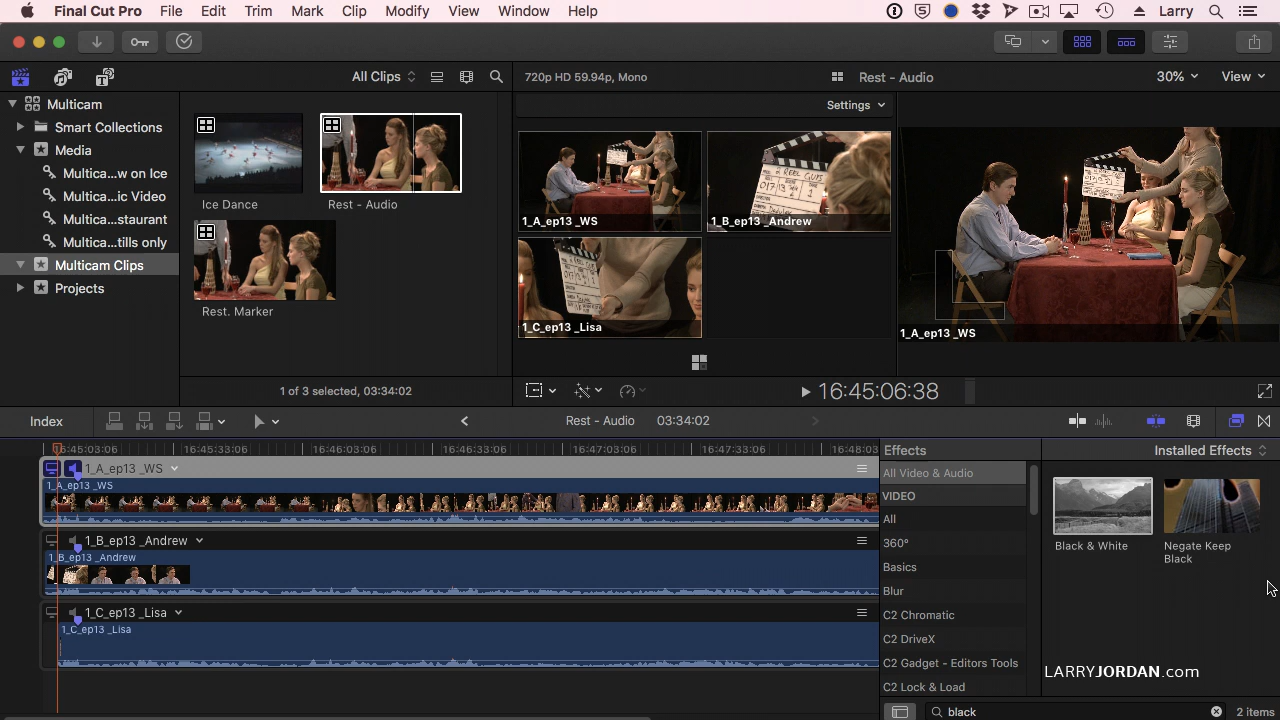 Final Cut Pro File Edit Trim Mark Clip Modify View Window Help Larry
All Clips 720p HD 59.94p, Mono Rest - Audio 30% View
Multicam
Smart Collections
Media
Multica...w on Ice
Multica...ic Video
Multica...staurant
Multica...tills only
Multicam Clips
Projects
Ice Dance
Rest - Audio
Rest. Marker
1 of 3 selected, 03:34:02
Settings
1_A_ep13 _WS
1_B_ep13 _Andrew
1_C_ep13 _Lisa
1_A_ep13 _WS
16:45:06:38
Index Rest - Audio 03:34:02
16:45:03:06 16:45:33:06 16:46:03:06 16:46:33:06 16:47:03:06 16:47:33:06 16:48:03
1_A_ep13 _WS
1_A_ep13 _WS
1_B_ep13 _Andrew
1_B_ep13 _Andrew
1_C_ep13 _Lisa
1_C_ep13 _Lisa
Effects
All Video & Audio
VIDEO
All
360°
Basics
Blur
C2 Chromatic
C2 DriveX
C2 Gadget - Editors Tools
C2 Lock & Load
Installed Effects
Black & White
Negate Keep
Black
LARRYJORDAN.com
black 2 items